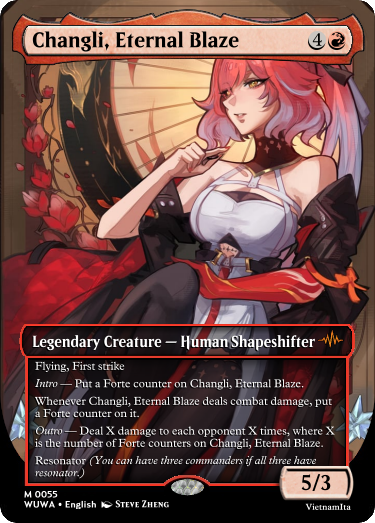 Changli, Eternal Blaze 4
Legendary Creature — Human Shapeshifter
Flying, First strike
Intro — Put a Forte counter on Changli, Eternal Blaze.
Whenever Changli, Eternal Blaze deals combat damage, put
a Forte counter on it.
Outro — Deal X damage to each opponent X times, where X
is the number of Forte counters on Changli, Eternal Blaze.
Resonator (You can have three commanders if all three have
resonator.)
5/3
M 0055
WUWA • English STEVE ZHENG
VietnamIta